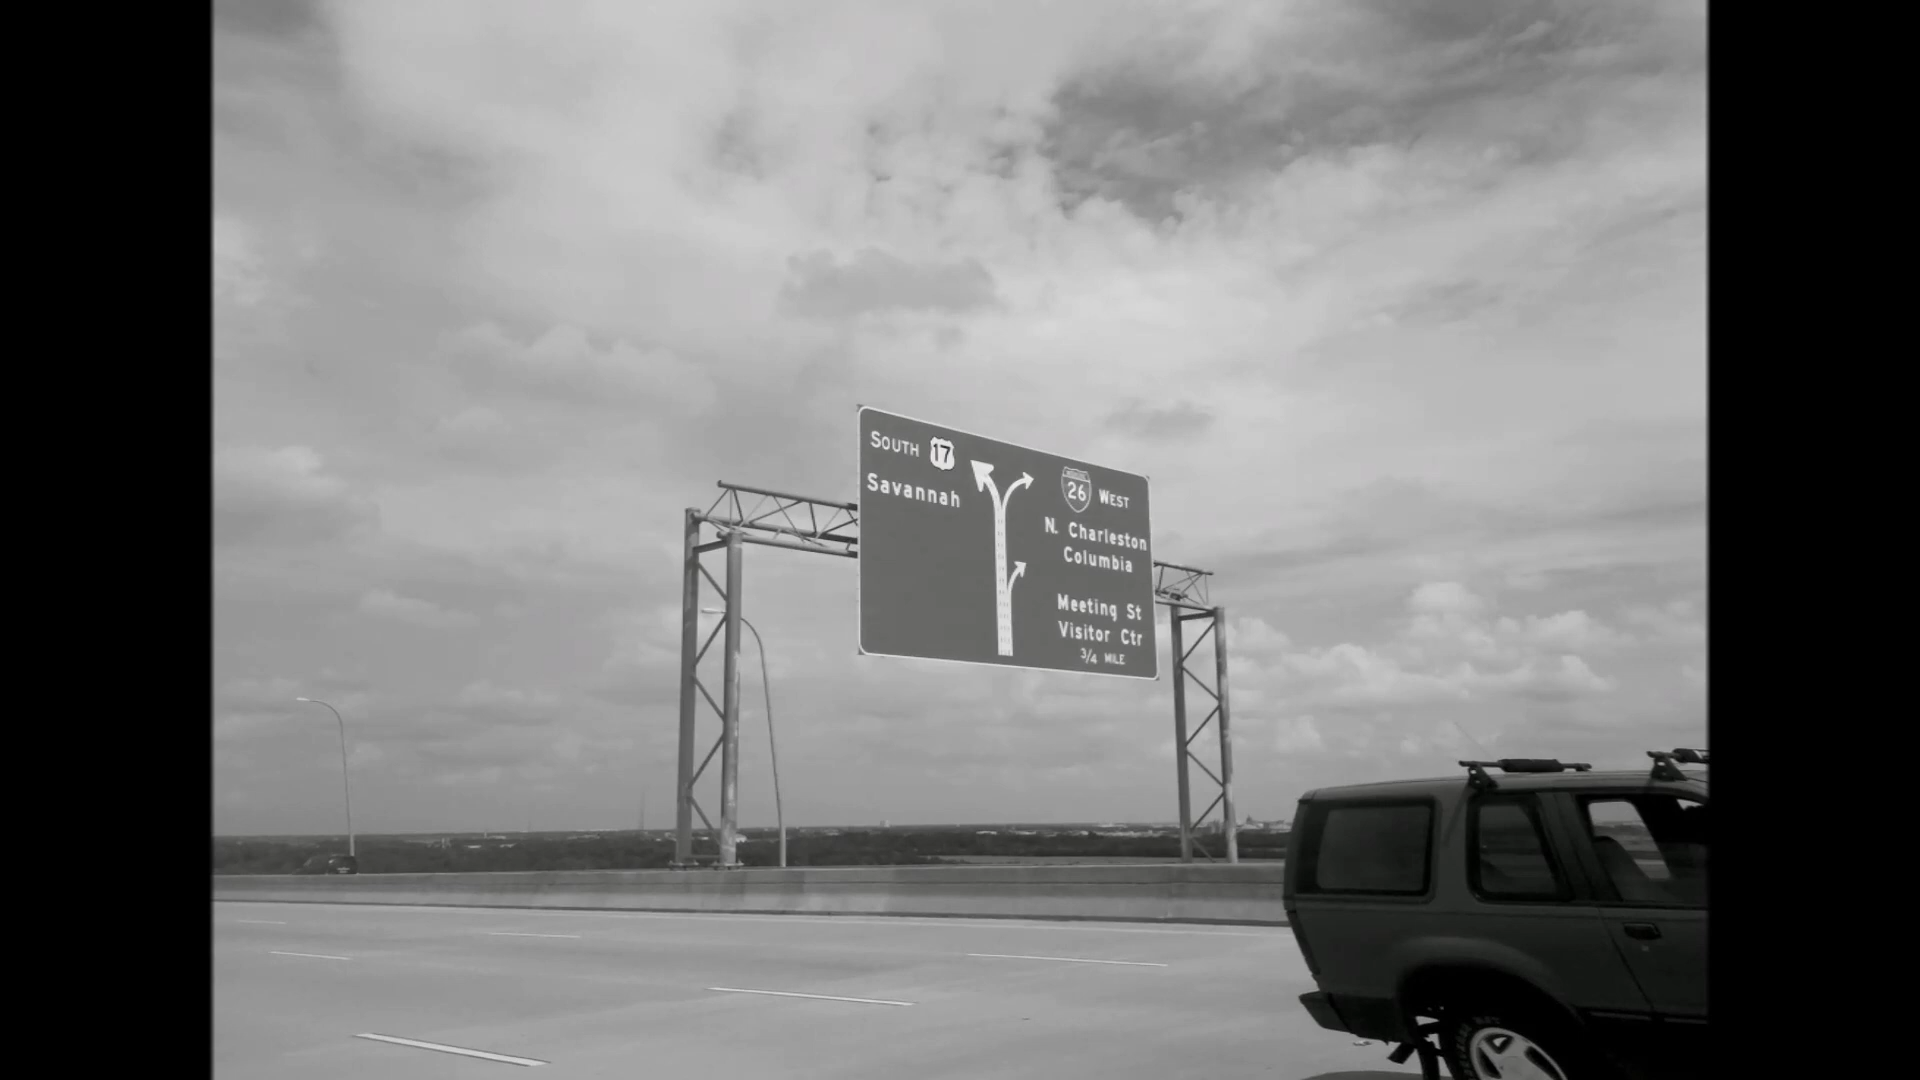 SOUTH 17
Savannah
26 WEST
N. Charleston
Columbia
Meeting St
Visitor Ctr
3/4 MILE